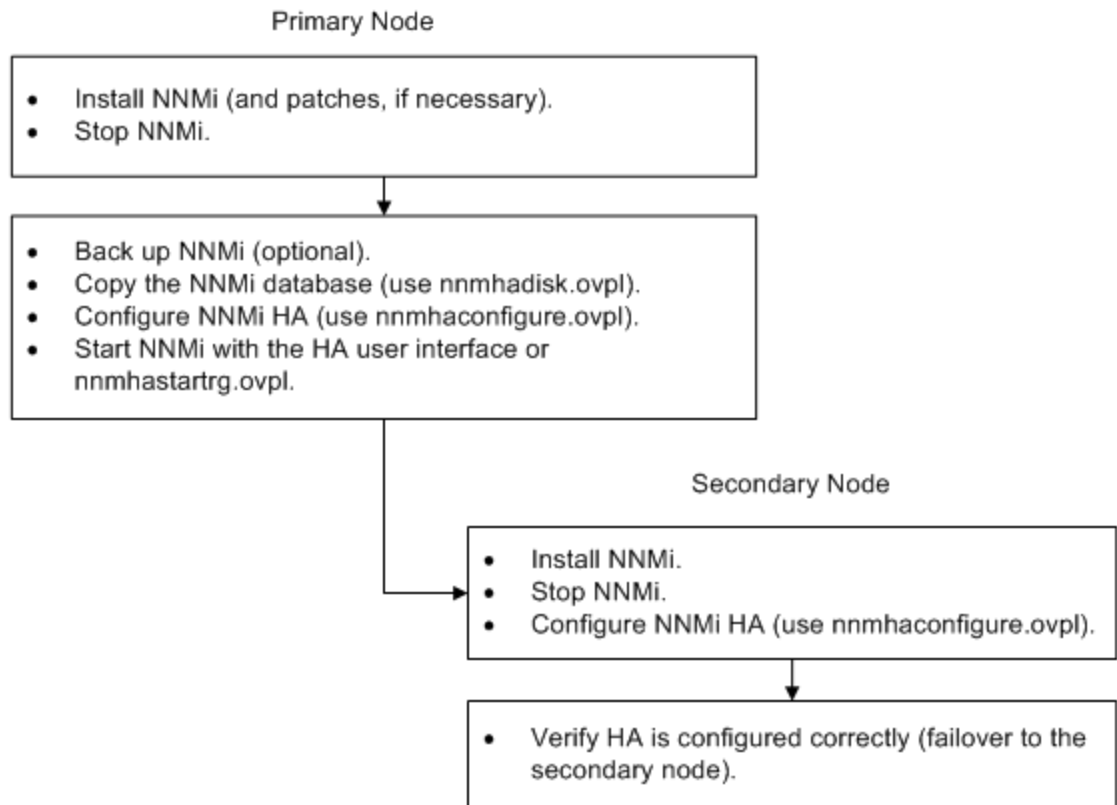 Primary Node
• Install NNMi (and patches, if necessary).
• Stop NNMi.
• Back up NNMi (optional).
• Copy the NNMi database (use nnmhadisk.ovpl).
• Configure NNMi HA (use nnmhaconfigure.ovpl).
• Start NNMi with the HA user interface or
nnmhastartrg.ovpl.
Secondary Node
• Install NNMi.
• Stop NNMi.
• Configure NNMi HA (use nnmhaconfigure.ovpl).
• Verify HA is configured correctly (failover to the
secondary node).